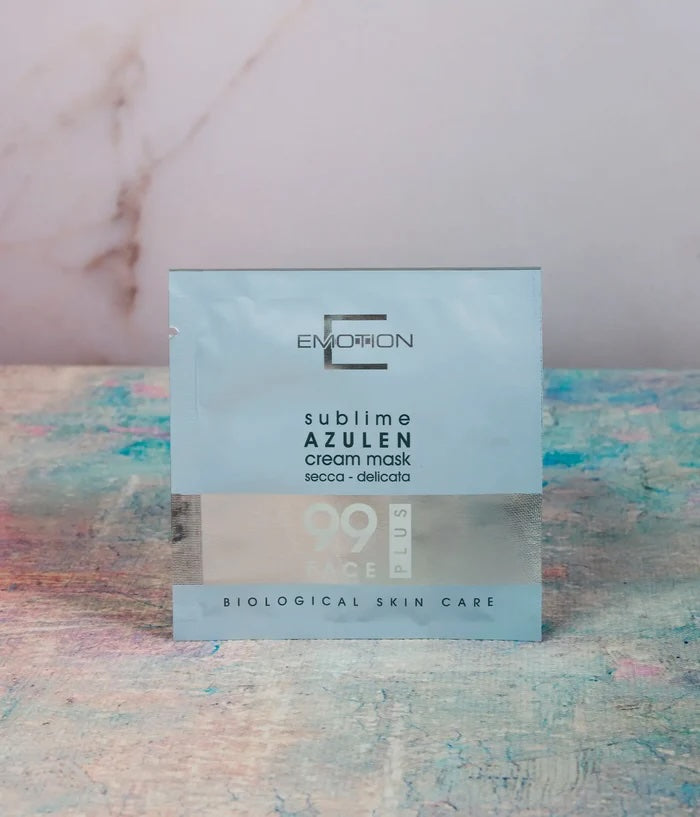 EMOTION
sublime
AZULEN
cream mask
secca - delicata
99
FACE PLUS
BIOLOGICAL SKIN CARE